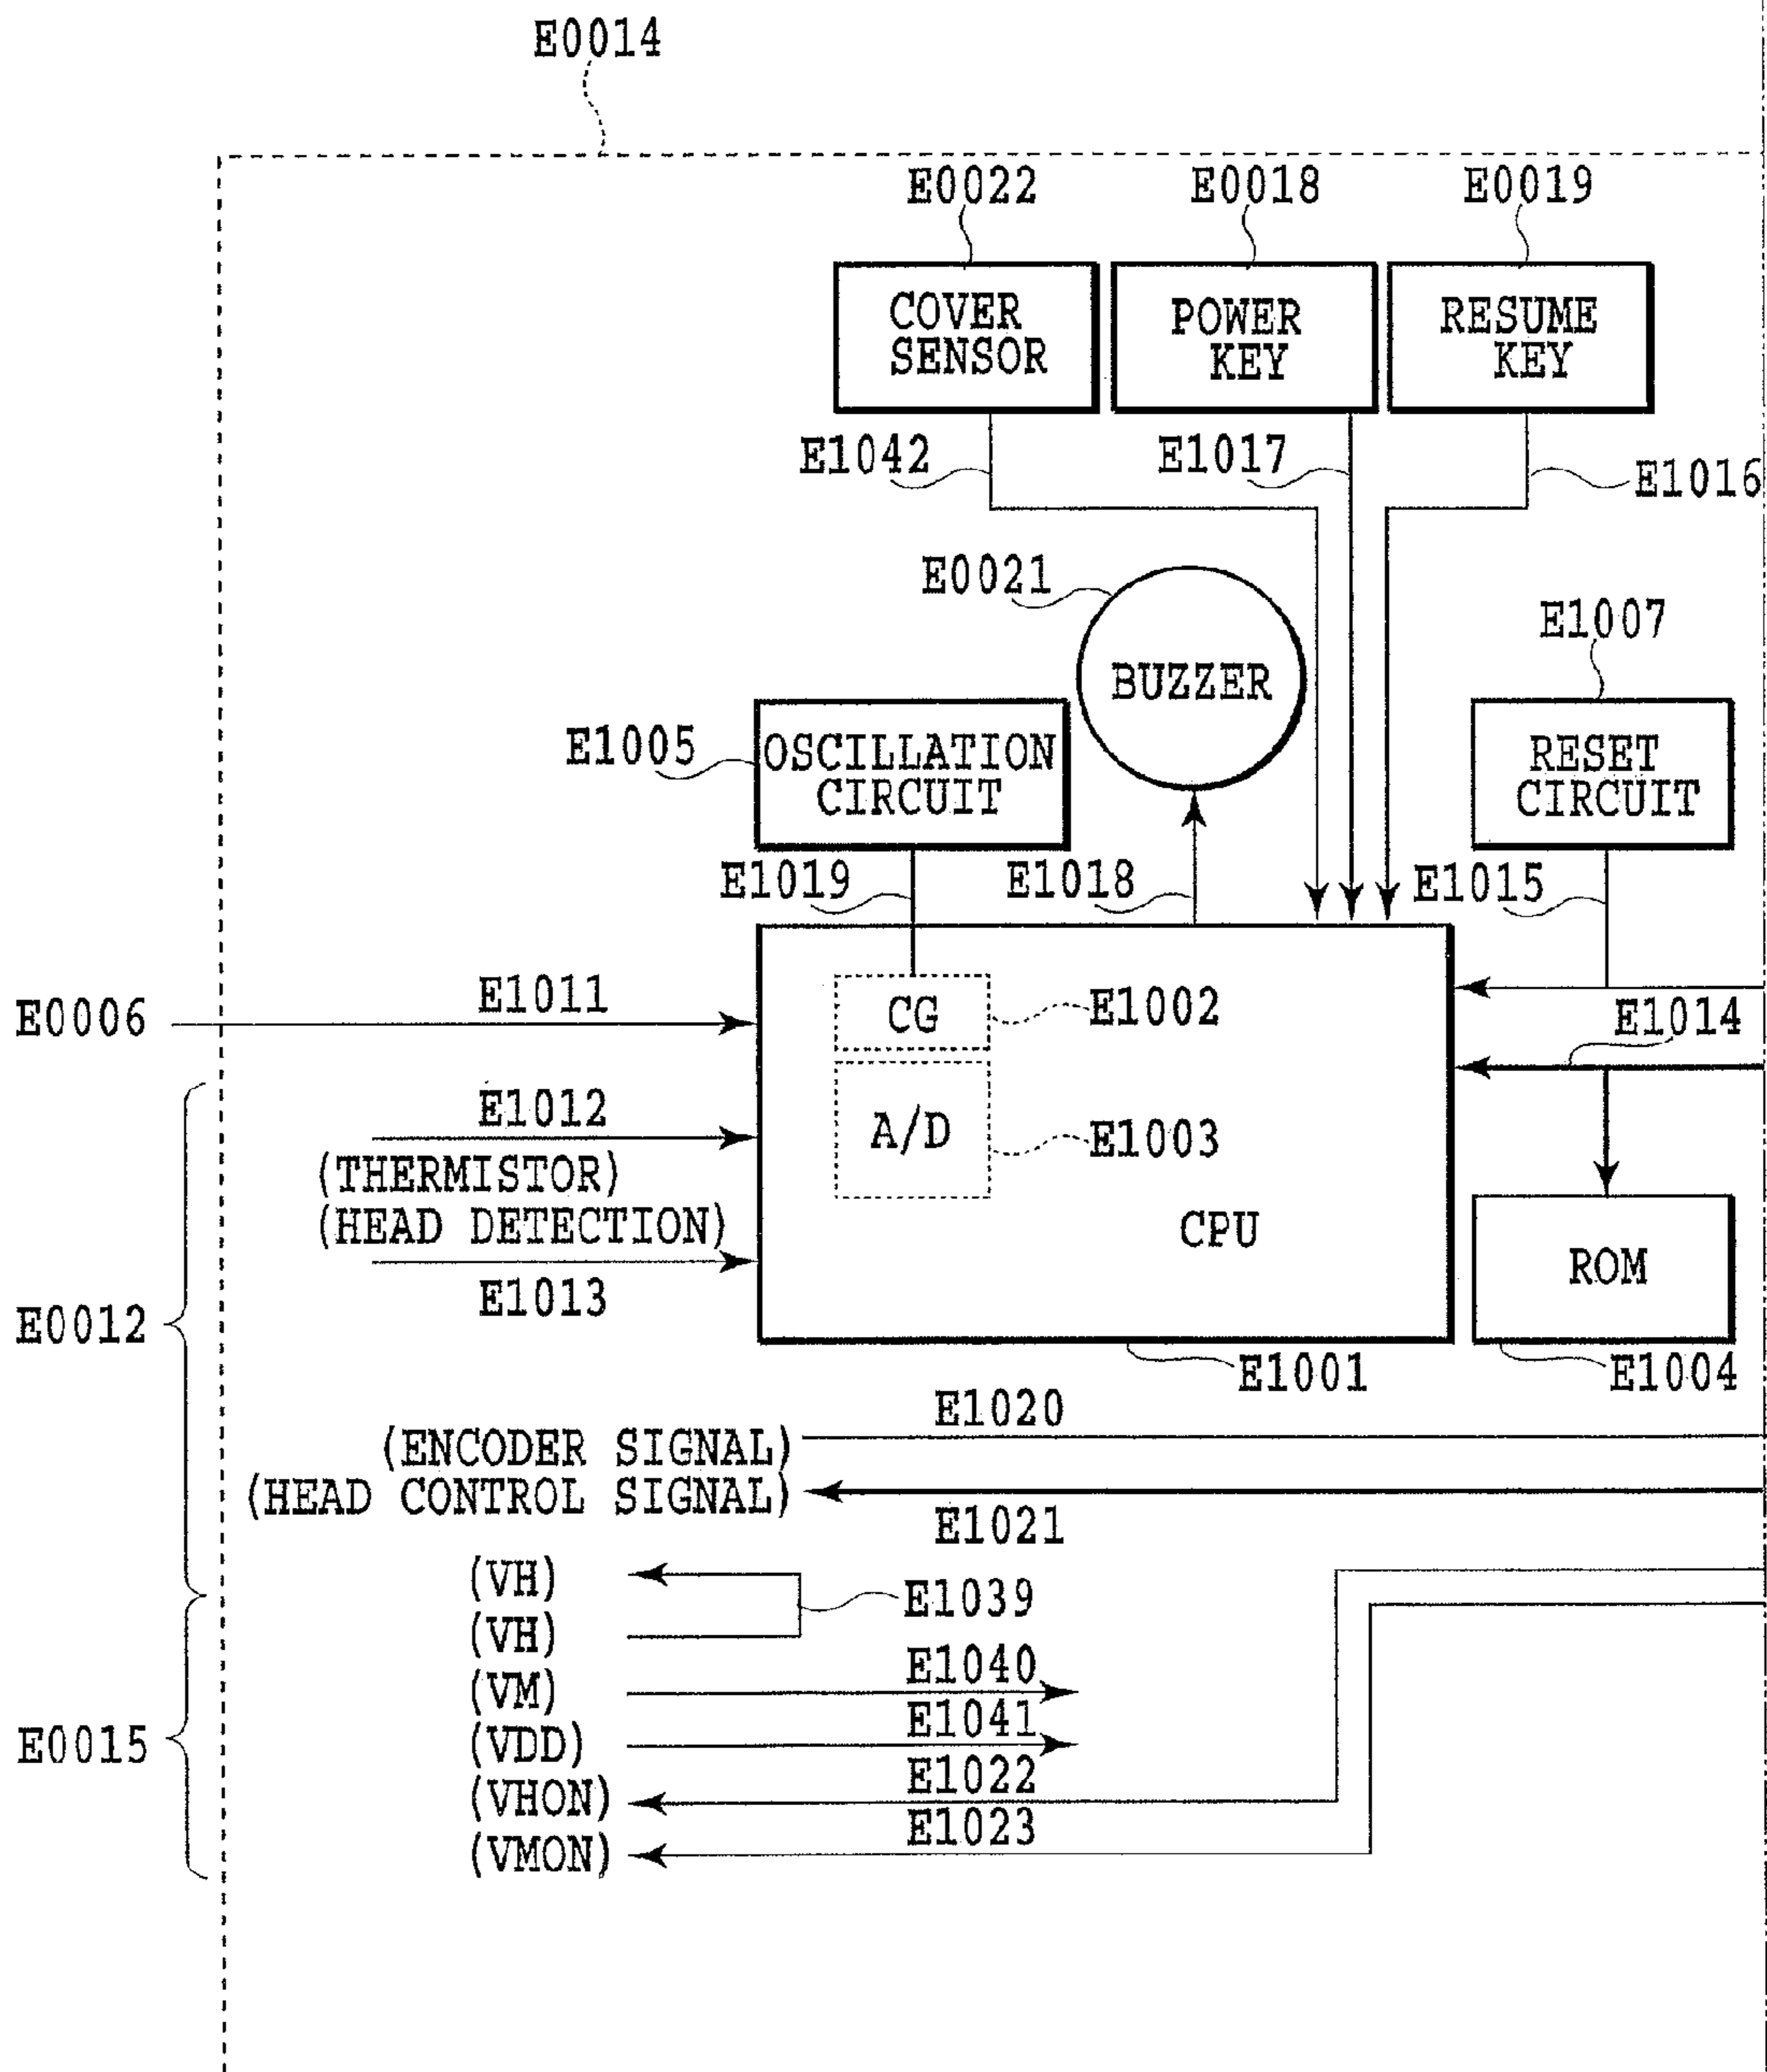 E0014
E0022
E0018
E0019
COVER
SENSOR
POWER
KEY
RESUME
KEY
E1042
E1017
E1016
E0021
E1007
BUZZER
E1005
OSCILLATION
CIRCUIT
RESET
CIRCUIT
E1019
E1018
E1015
E0006
E1011
CG
E1002
E1014
E1012
(THERMISTOR)
A/D
E1003
(HEAD DETECTION)
CPU
ROM
E1013
E0012
E1001
E1004
E1020
(ENCODER SIGNAL)
(HEAD CONTROL SIGNAL)
E1021
(VH)
E1039
(VH)
E1040
(VM)
E1041
E0015
(VDD)
E1022
(VHON)
E1023
(VMON)